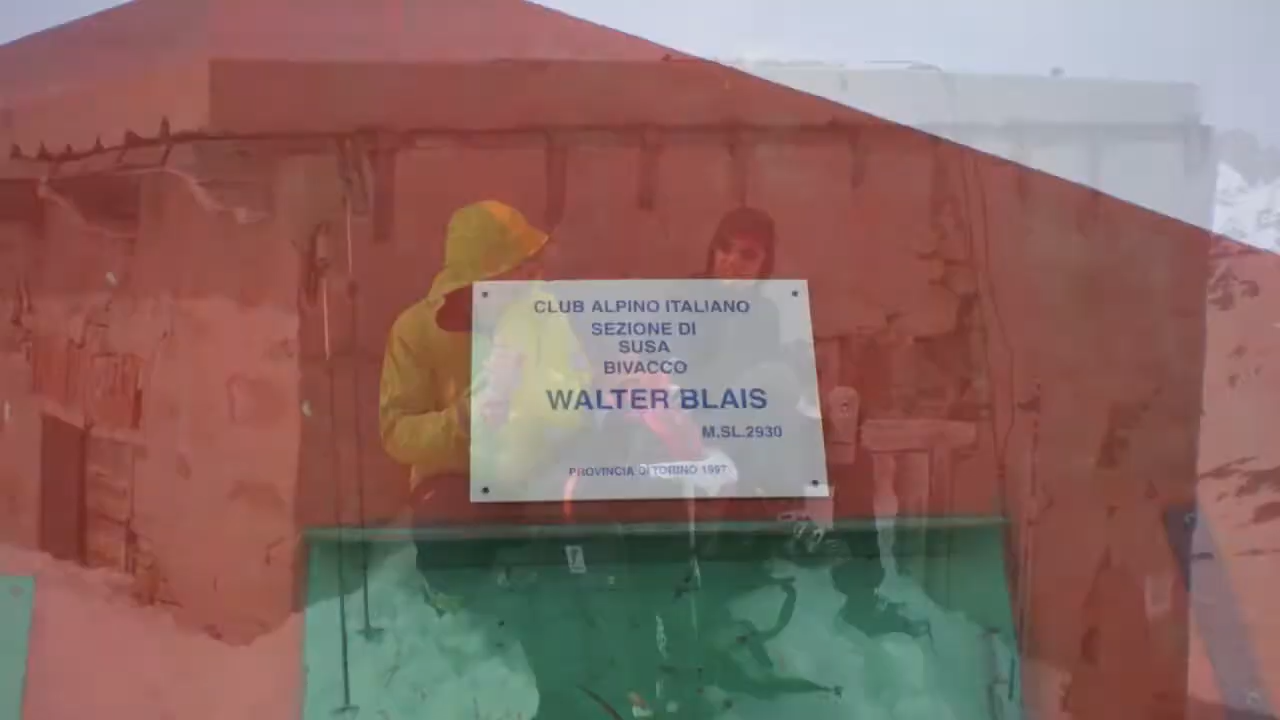 CLUB ALPINO ITALIANO
SEZIONE DI
SUSA
BIVACCO
WALTER BLAIS
M.SL.2930
PROVINCIA DI TORINO 1997